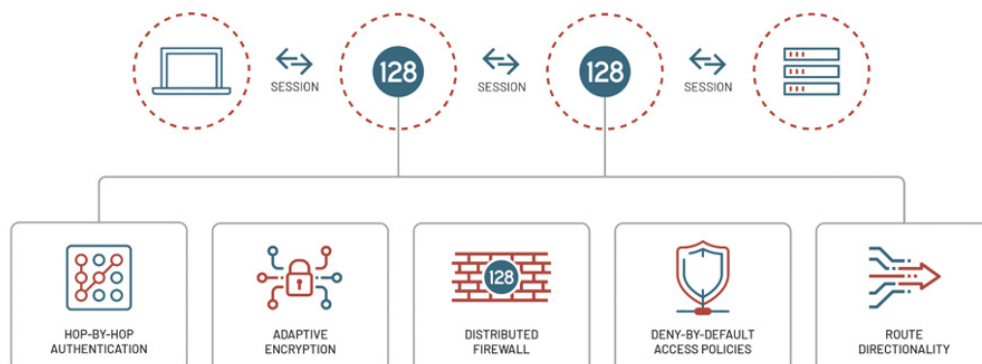 128
128
SESSION
SESSION
SESSION
128
HOP-BY-HOP
AUTHENTICATION
ADAPTIVE
ENCRYPTION
DISTRIBUTED
FIREWALL
DENY-BY-DEFAULT
ACCESS POLICIES
ROUTE
DIRECTIONALITY